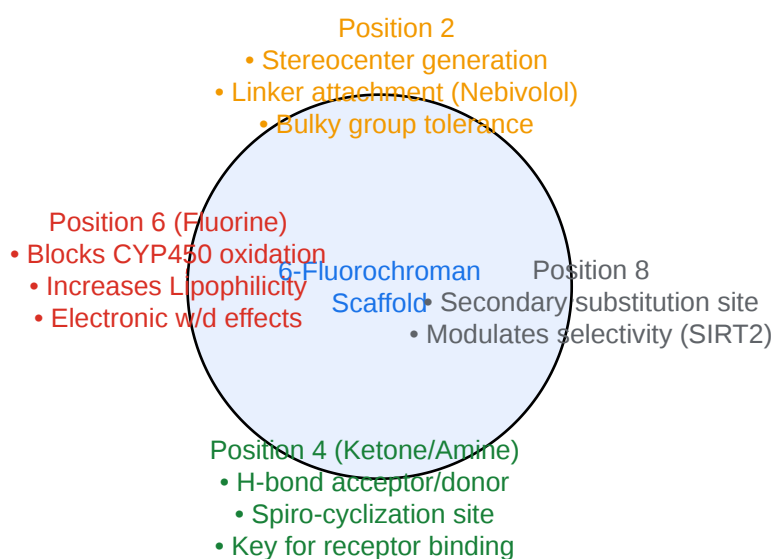 Position 2
• Stereocenter generation
• Linker attachment (Nebivolol)
• Bulky group tolerance
Position 6 (Fluorine)
• Blocks CYP450 oxidation
• Increases Lipophilicity
• Electronic w/d effects
6-Fluorochroman
Scaffold
Position 8
• Secondary substitution site
• Modulates selectivity (SIRT2)
Position 4 (Ketone/Amine)
• H-bond acceptor/donor
• Spiro-cyclization site
• Key for receptor binding